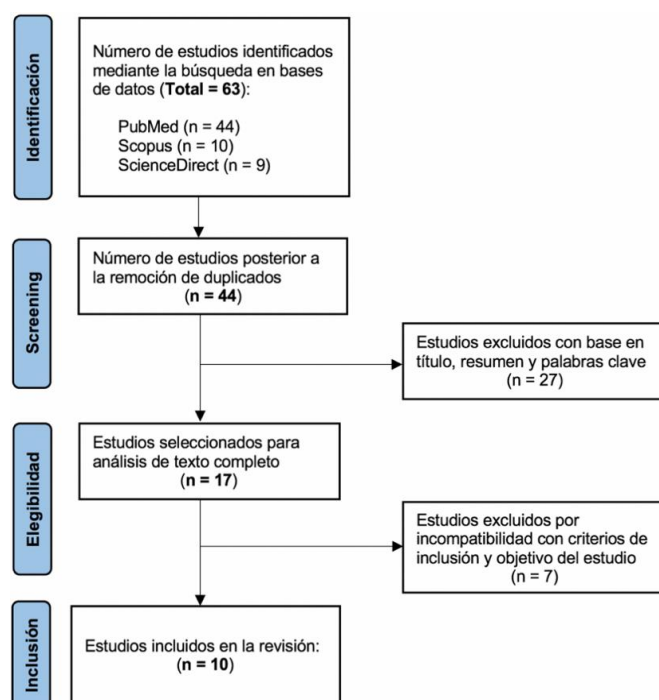 Identificación
Número de estudios identificados
mediante la búsqueda en bases
de datos (Total = 63):
PubMed (n = 44)
Scopus (n = 10)
ScienceDirect (n = 9)
Screening
Número de estudios posterior a
la remoción de duplicados
(n = 44)
Estudios excluidos con base en
título, resumen y palabras clave
(n = 27)
Elegibilidad
Estudios seleccionados para
análisis de texto completo
(n = 17)
Estudios excluidos por
incompatibilidad con criterios de
inclusión y objetivo del estudio
(n = 7)
Inclusión
Estudios incluidos en la revisión:
(n = 10)